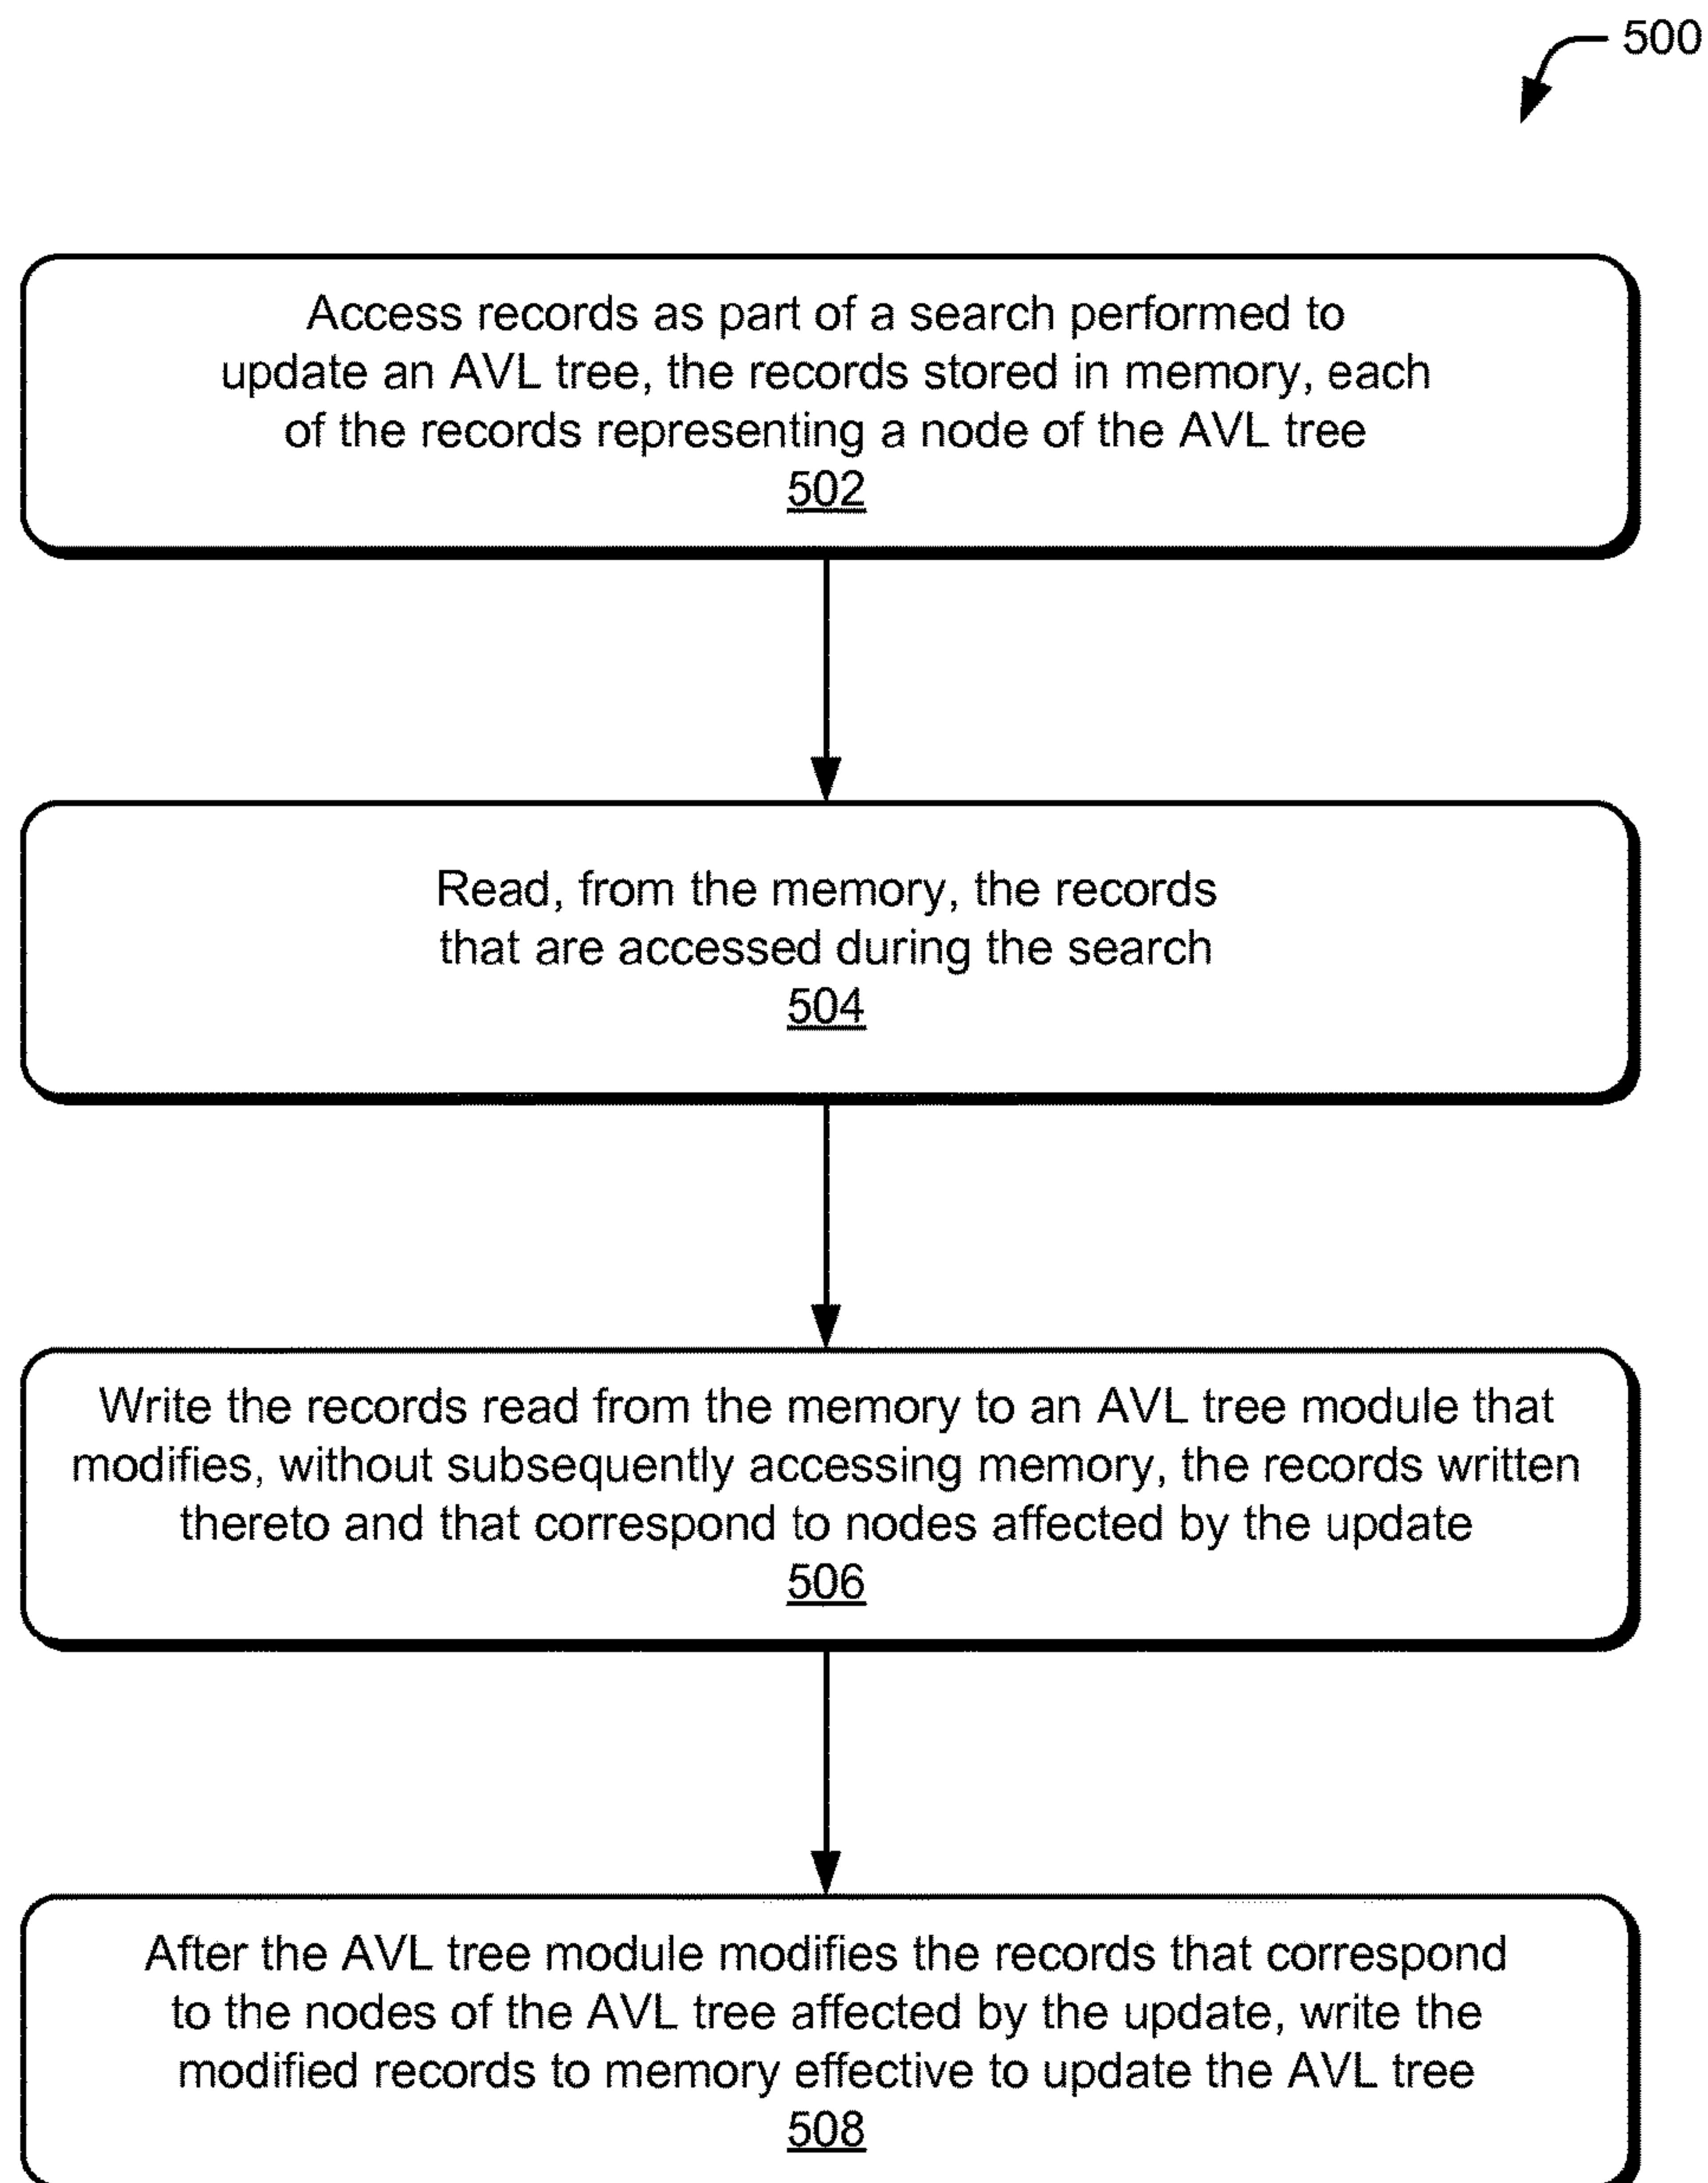 500
Access records as part of a search performed to
update an AVL tree, the records stored in memory, each
of the records representing a node of the AVL tree
502
Read, from the memory, the records
that are accessed during the search
504
Write the records read from the memory to an AVL tree module that
modifies, without subsequently accessing memory, the records written
thereto and that correspond to nodes affected by the update
506
After the AVL tree module modifies the records that correspond
to the nodes of the AVL tree affected by the update, write the
modified records to memory effective to update the AVL tree
508